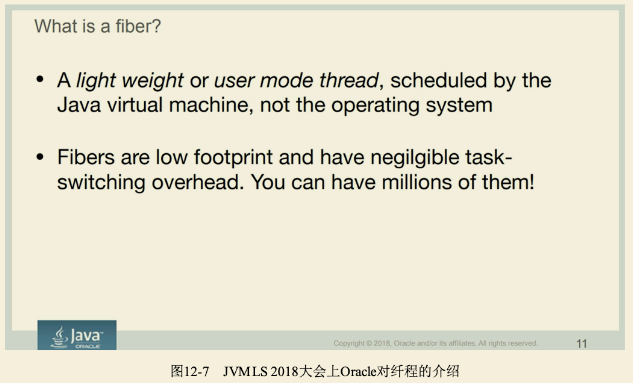 What is a fiber?
• A light weight or user mode thread, scheduled by the
Java virtual machine, not the operating system
• Fibers are low footprint and have negilgible task-
switching overhead. You can have millions of them!
Java™
ORACLE
Copyright © 2018, Oracle and/or its affiliates. All rights reserved.
11
图12-7 JVMLS 2018大会上Oracle对纤程的介绍